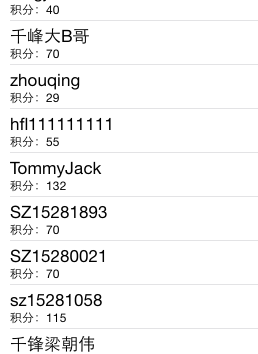 积分：40
千峰大B哥
积分：70
zhouqing
积分：29
hfl111111111
积分：55
TommyJack
积分：132
SZ15281893
积分：70
SZ15280021
积分：70
sz15281058
积分：115
千锋梁朝伟